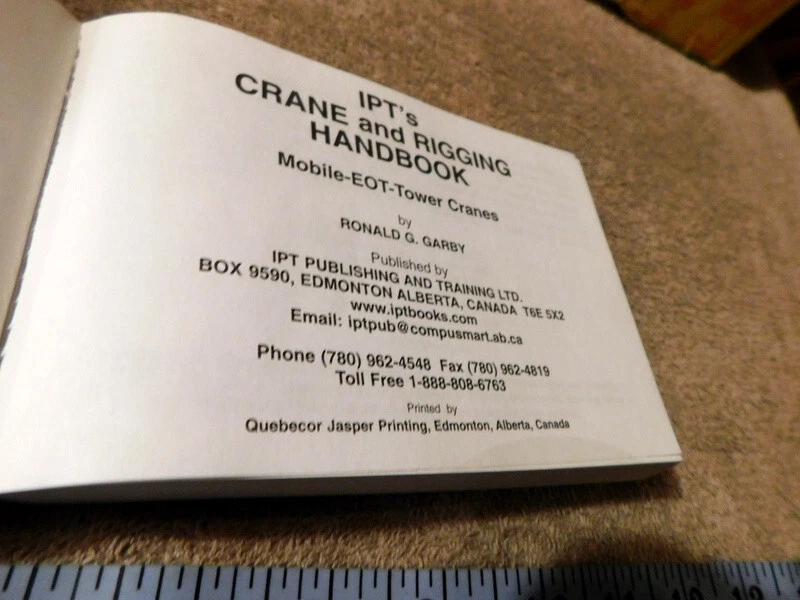 IPT's
CRANE and RIGGING
HANDBOOK
Mobile-EOT-Tower Cranes
by
RONALD G. GARBY
Published by
IPT PUBLISHING AND TRAINING LTD.
BOX 9590, EDMONTON ALBERTA, CANADA T6E 5X2
www.iptbooks.com
Email: iptpub@compusmart.ab.ca
Phone (780) 962-4548 Fax (780) 962-4819
Toll Free 1-888-808-6763
Printed by
Quebecor Jasper Printing, Edmonton, Alberta, Canada